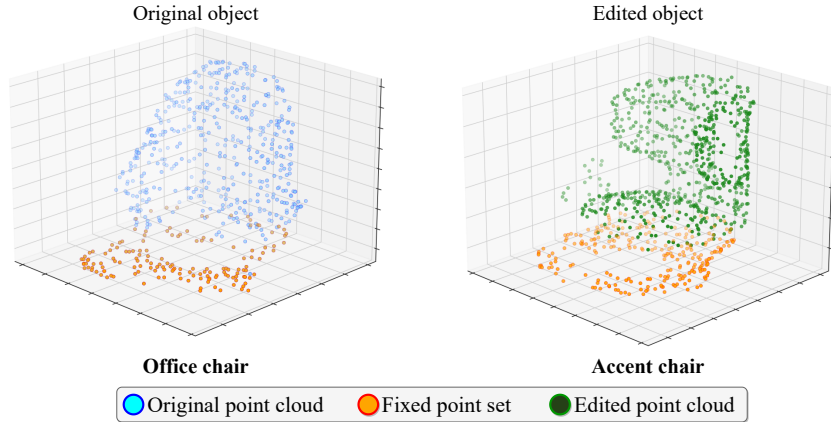 Original object
Edited object
Office chair
Accent chair
Original point cloud
Fixed point set
Edited point cloud